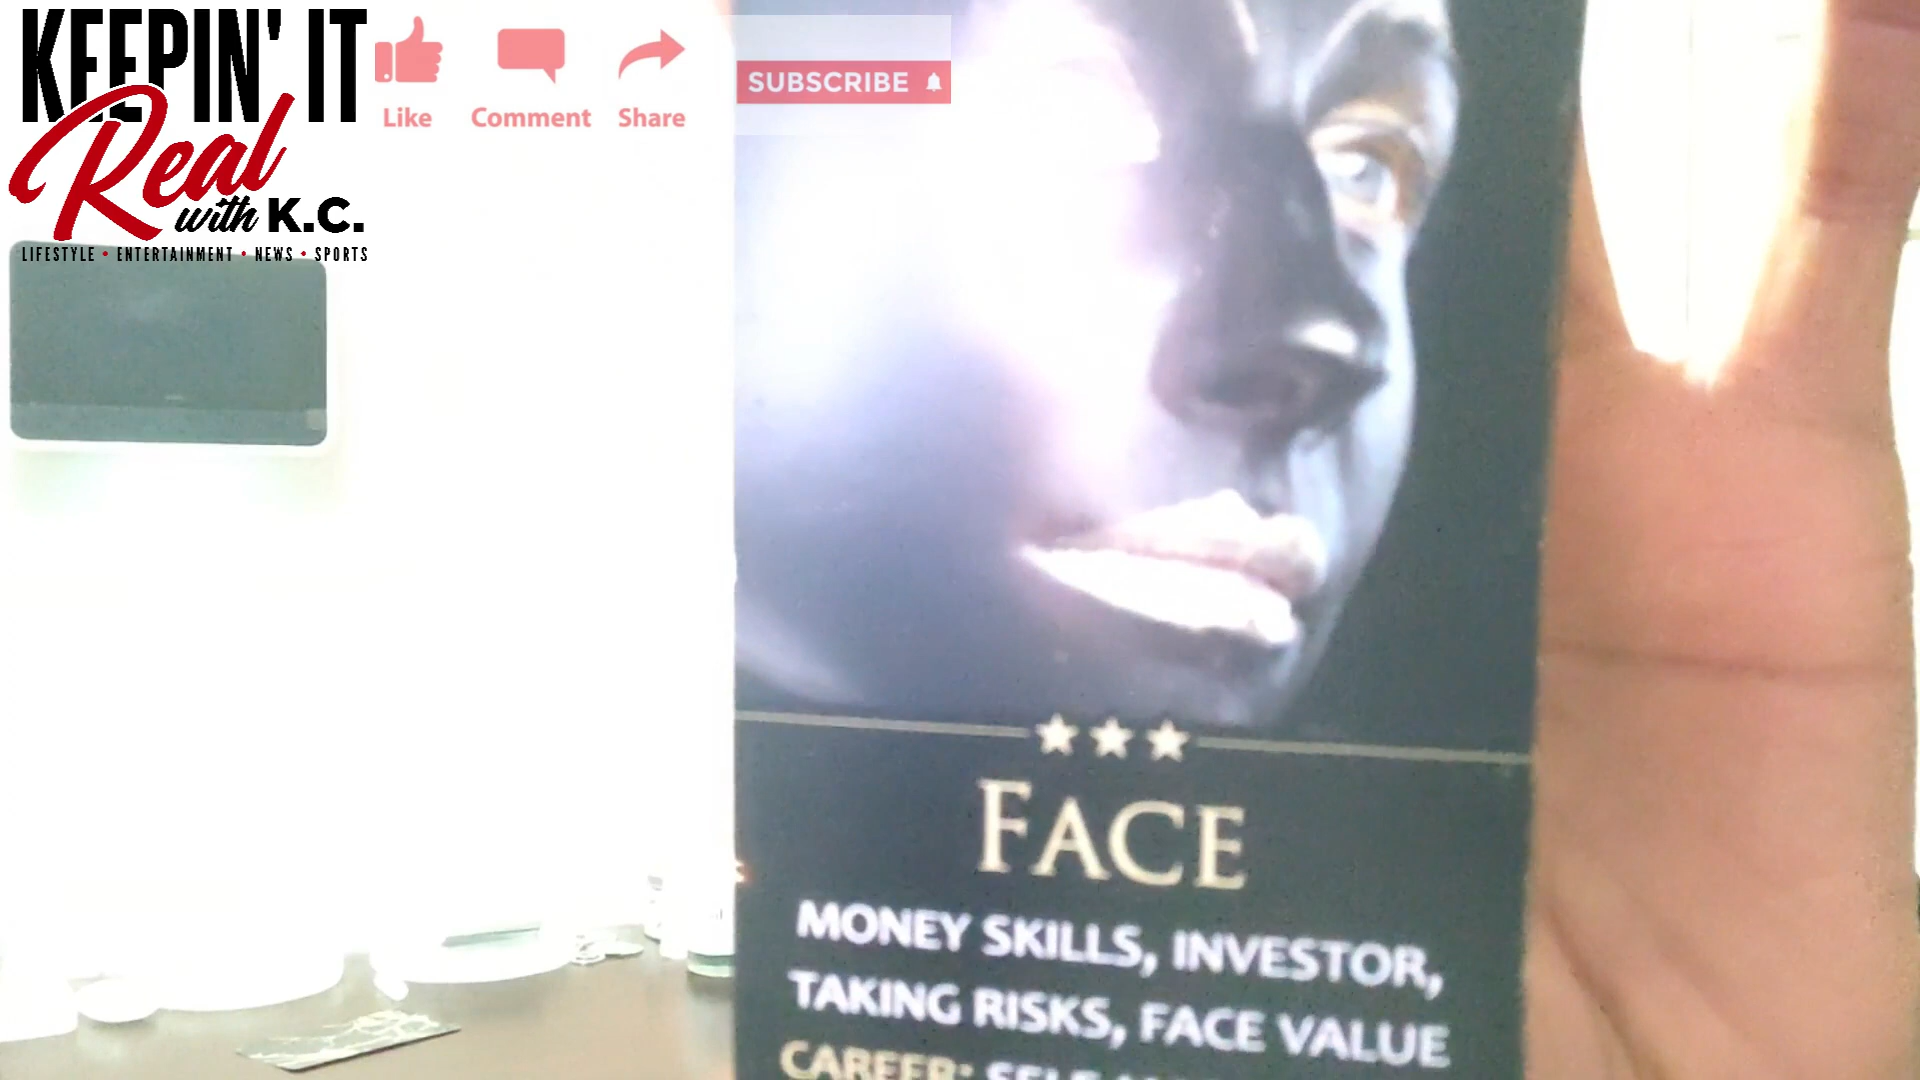 KEEPIN' IT
Real
with K.C.
LIFESTYLE • ENTERTAINMENT • NEWS • SPORTS
Like Comment Share
SUBSCRIBE
FACE
MONEY SKILLS, INVESTOR,
TAKING RISKS, FACE VALUE
CAREER: